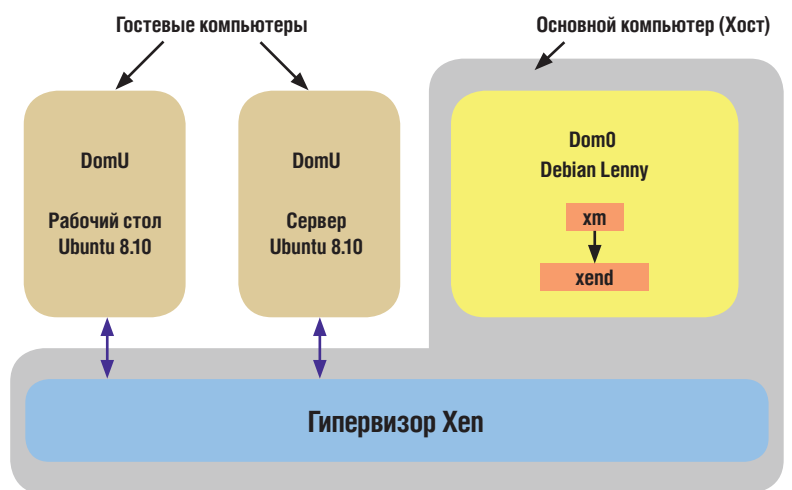 Гостевые компьютеры
Основной компьютер (Хост)
DomU
Рабочий стол
Ubuntu 8.10
DomU
Сервер
Ubuntu 8.10
Dom0
Debian Lenny
xm
xend
Гипервизор Xen